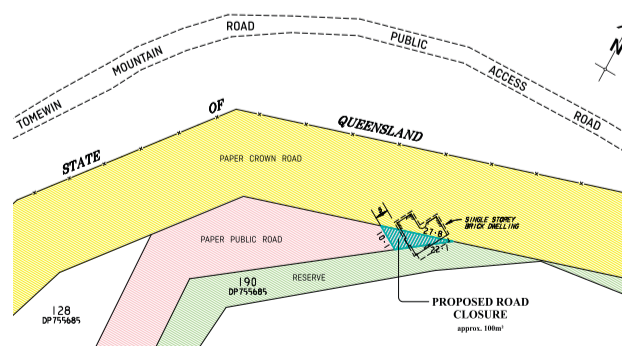 TOMEWIN MOUNTAIN ROAD PUBLIC ACCESS ROAD
N
STATE OF QUEENSLAND
PAPER CROWN ROAD
SINGLE STOREY
BRICK DWELLING
PAPER PUBLIC ROAD
27·8
10·1
22·1
RESERVE
190
DP755685
128
DP755685
PROPOSED ROAD
CLOSURE
approx. 100m²